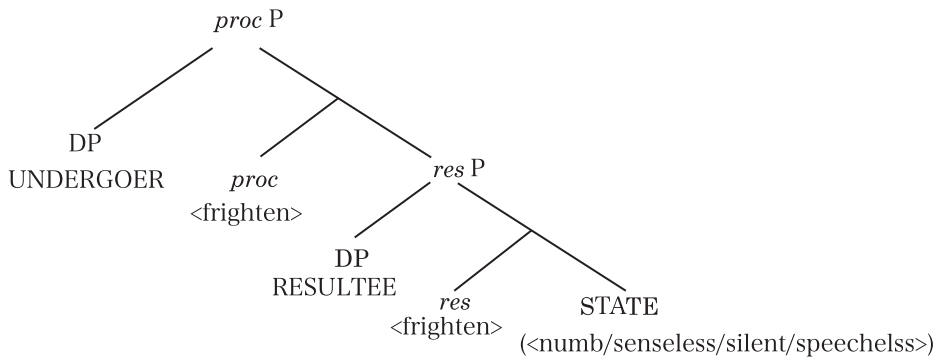 proc P
DP
UNDERGOER
proc
<frighten>
res P
DP
RESULTEE
res
<frighten>
STATE
(<numb/senseless/silent/speechelss>)